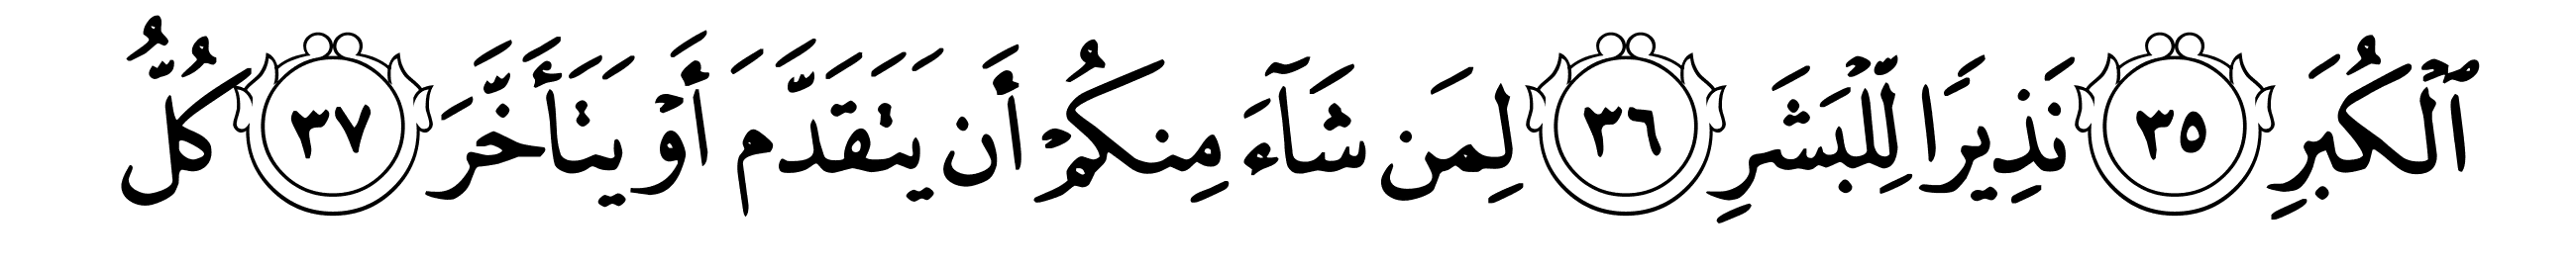 ٱلۡكُبَرِ ٣٥ نَذِيرٗا لِّلۡبَشَرِ ٣٦ لِمَن شَآءَ مِنكُمۡ أَن يَتَقَدَّمَ أَوۡ يَتَأَخَّرَ ٣٧ كُلُّ